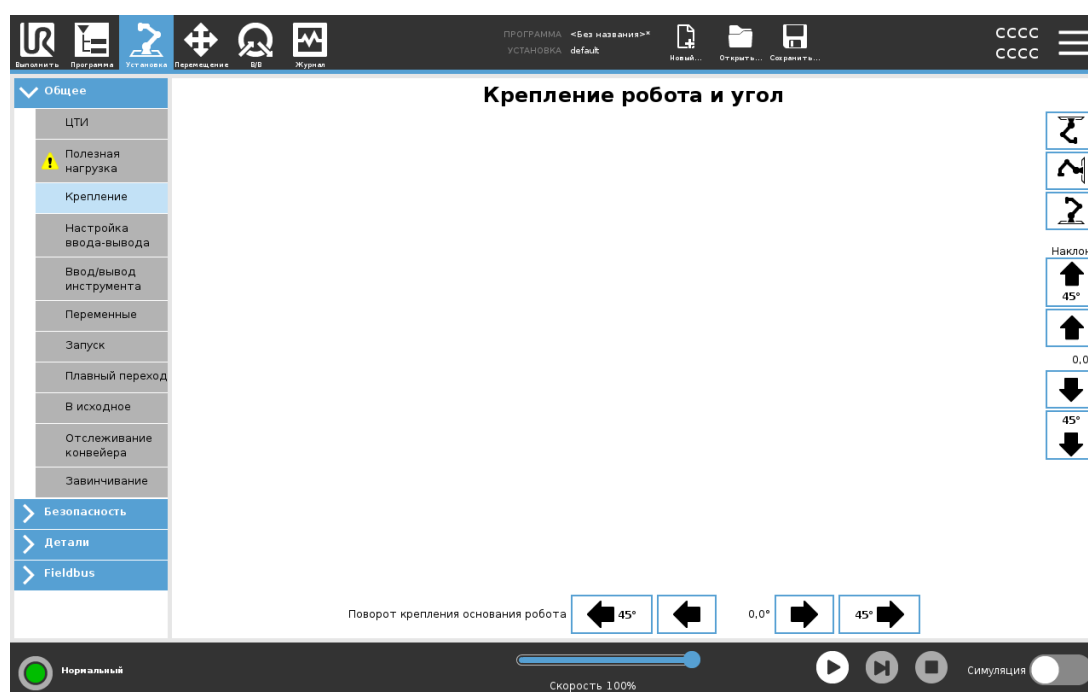 ПРОГРАММА <Без названия>*
УСТАНОВКА default
Выполнить Программа Установка Перемещение В/В Журнал
Новый... Открыть... Сохранить...
CCCC
CCCC
Общее
ЦТИ
Полезная
нагрузка
Крепление
Настройка
ввода-вывода
Ввод/вывод
инструмента
Переменные
Запуск
Плавный переход
В исходное
Отслеживание
конвейера
Завинчивание
Безопасность
Детали
Fieldbus
Крепление робота и угол
Наклон
45°
0,0
45°
Поворот крепления основания робота 45° 0,0° 45°
Нормальный
Скорость 100%
Симуляция